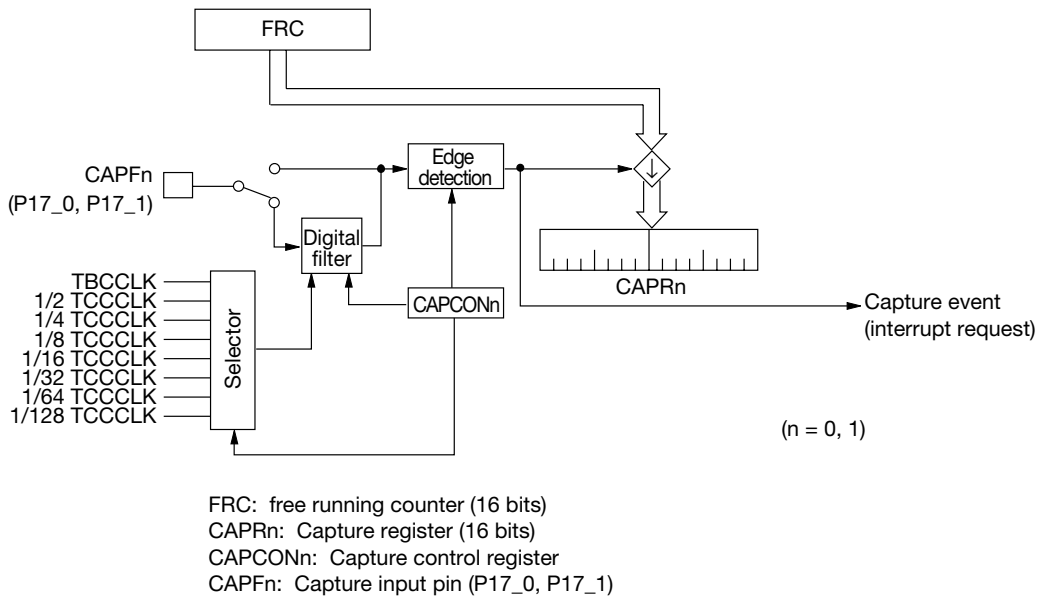 FRC
CAPFn
(P17_0, P17_1)
Edge
detection
Digital
filter
CAPRn
CAPCONn
Capture event
(interrupt request)
TBCCLK
1/2 TCCCLK
1/4 TCCCLK
1/8 TCCCLK
1/16 TCCCLK
1/32 TCCCLK
1/64 TCCCLK
1/128 TCCCLK
Selector
(n = 0, 1)
FRC: free running counter (16 bits)
CAPRn: Capture register (16 bits)
CAPCONn: Capture control register
CAPFn: Capture input pin (P17_0, P17_1)